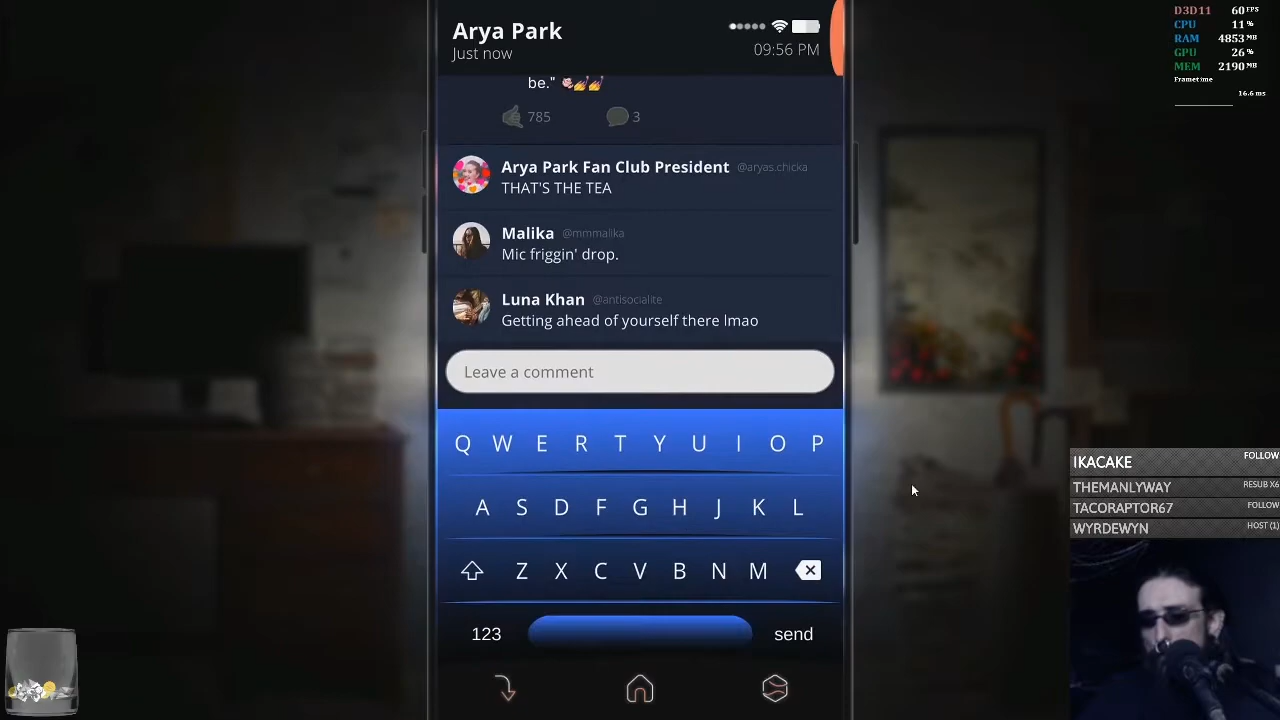 Arya Park
Just now
09:56 PM
be."
785
3
Arya Park Fan Club President @aryas.chicka
THAT'S THE TEA
Malika @mmmalika
Mic friggin' drop.
Luna Khan @antisocialite
Getting ahead of yourself there lmao
Leave a comment
Q W E R T Y U I O P
A S D F G H J K L
Z X C V B N M
123 send
D3D11 60 FPS
CPU 11 %
RAM 4853 MB
GPU 26 %
MEM 2190 MB
Frametime
16.6 ms
IKACAKE FOLLOW
THEMANLYWAY RESUB X6
TACORAPTOR67 FOLLOW
WYRDEWYN HOST (1)